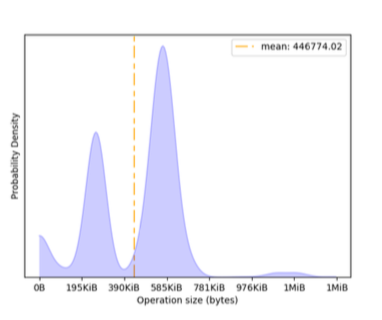 mean: 446774.02
Probability Density
0B 195KiB 390KiB 585KiB 781KiB 976KiB 1MiB 1MiB
Operation size (bytes)